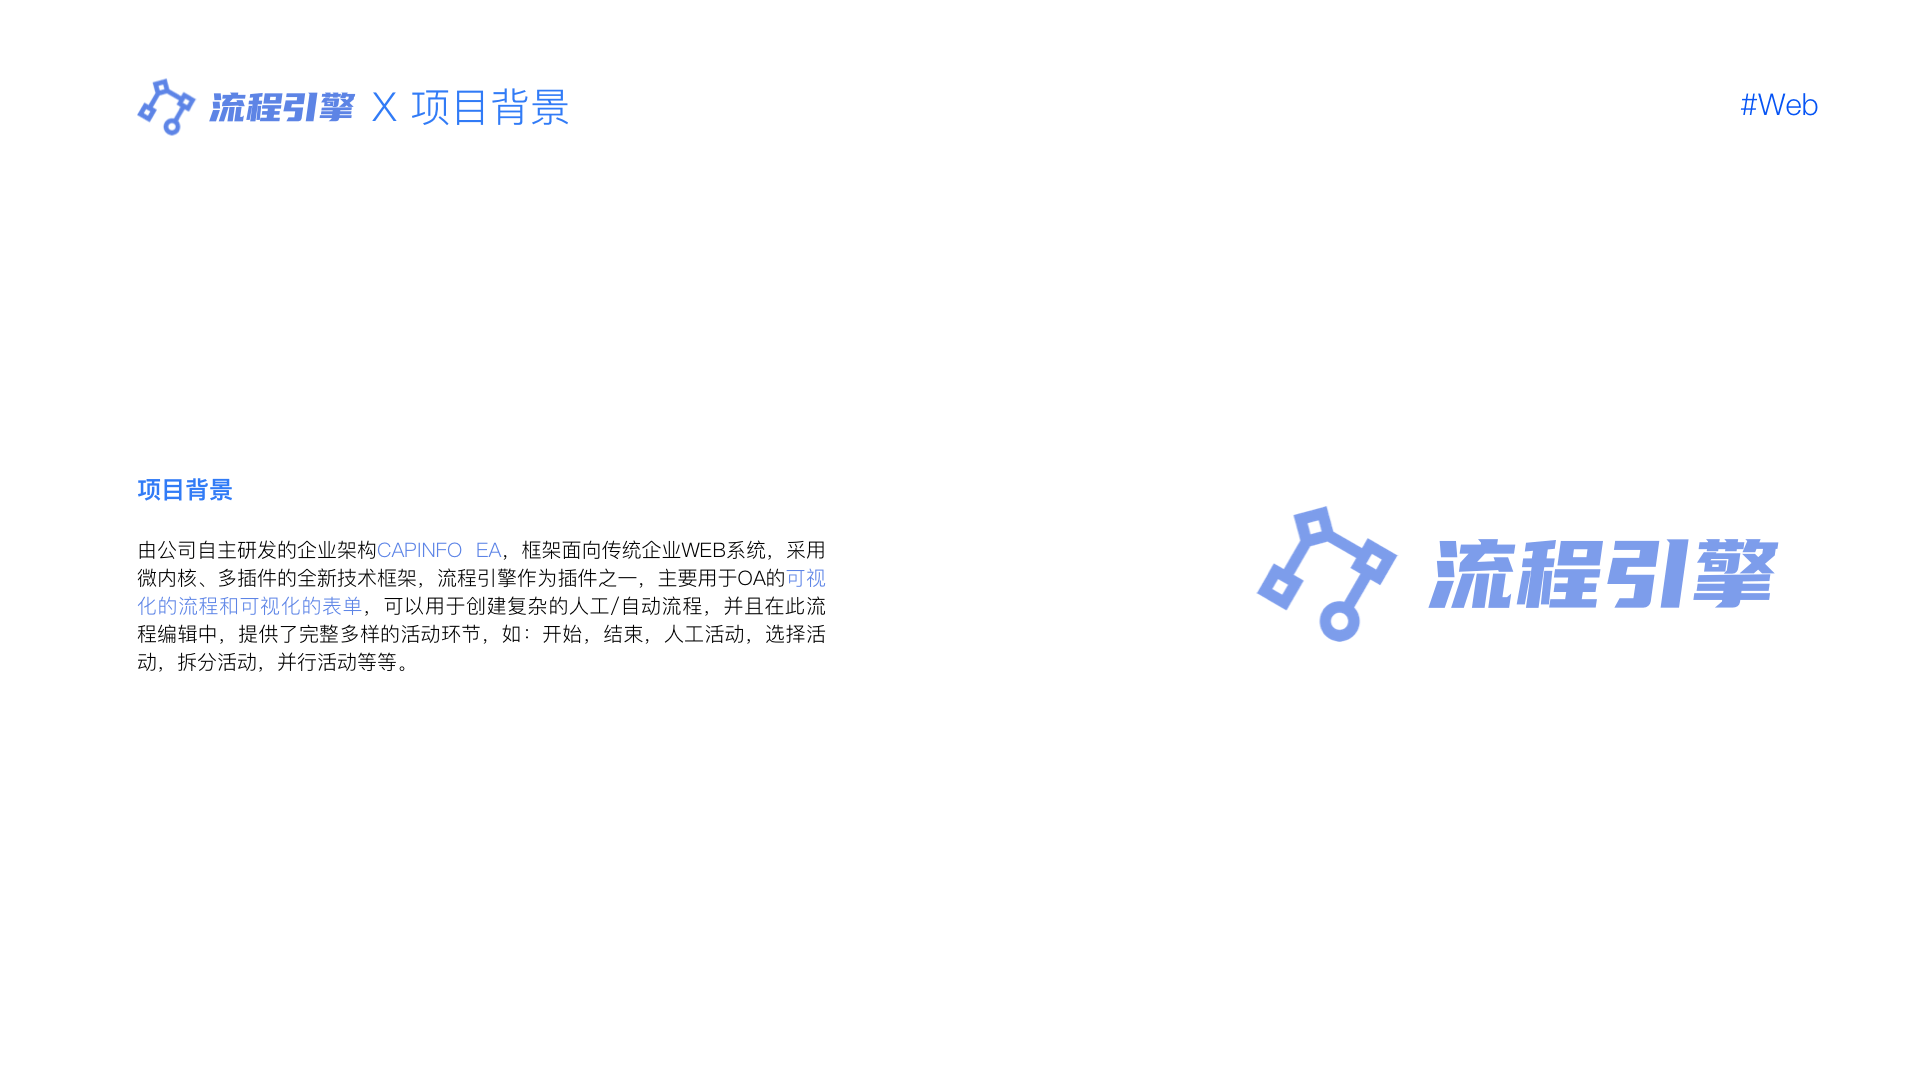 流程引擎 X 项目背景
#Web
项目背景
由公司自主研发的企业架构CAPINFO EA，框架面向传统企业WEB系统，采用
微内核、多插件的全新技术框架，流程引擎作为插件之一，主要用于OA的可视
化的流程和可视化的表单，可以用于创建复杂的人工/自动流程，并且在此流
程编辑中，提供了完整多样的活动环节，如：开始，结束，人工活动，选择活
动，拆分活动，并行活动等等。
流程引擎